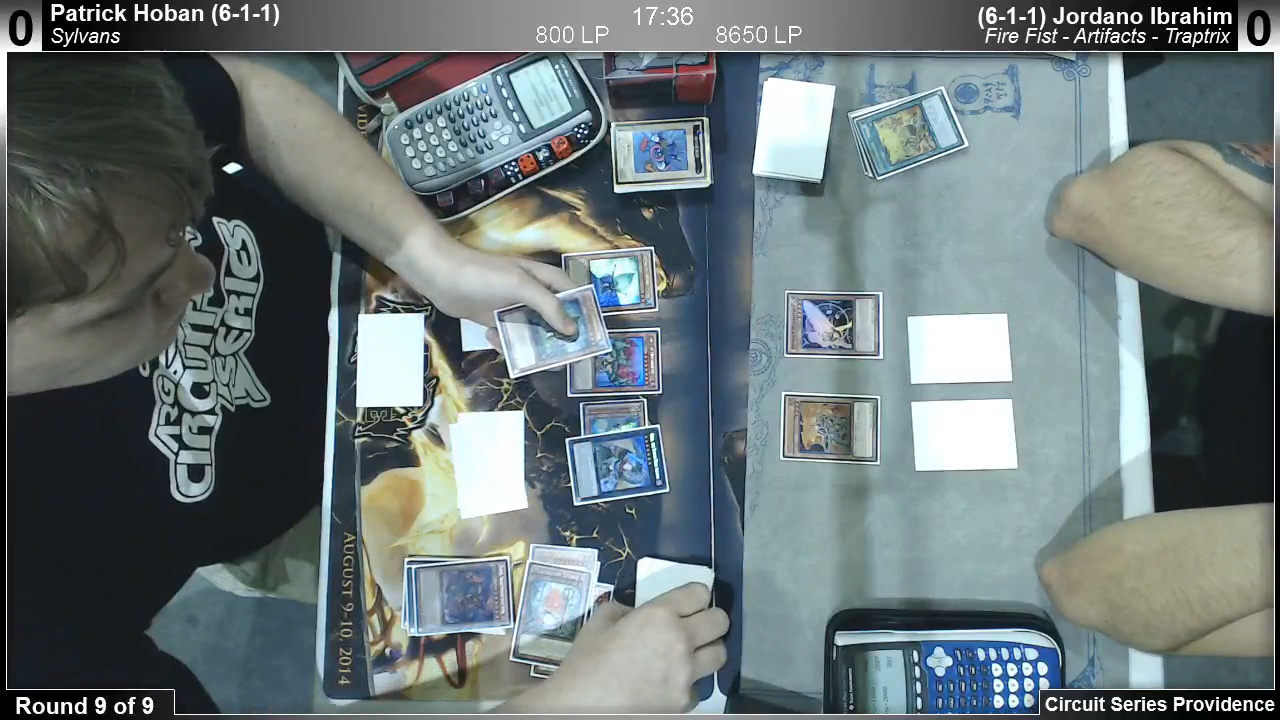 0
Patrick Hoban (6-1-1)
Sylvans
800 LP
17:36
8650 LP
(6-1-1) Jordano Ibrahim
Fire Fist - Artifacts - Traptrix
0
ARG
CIRCUIT
SERIES
AUGUST 9-10, 2014
Round 9 of 9
Circuit Series Providence